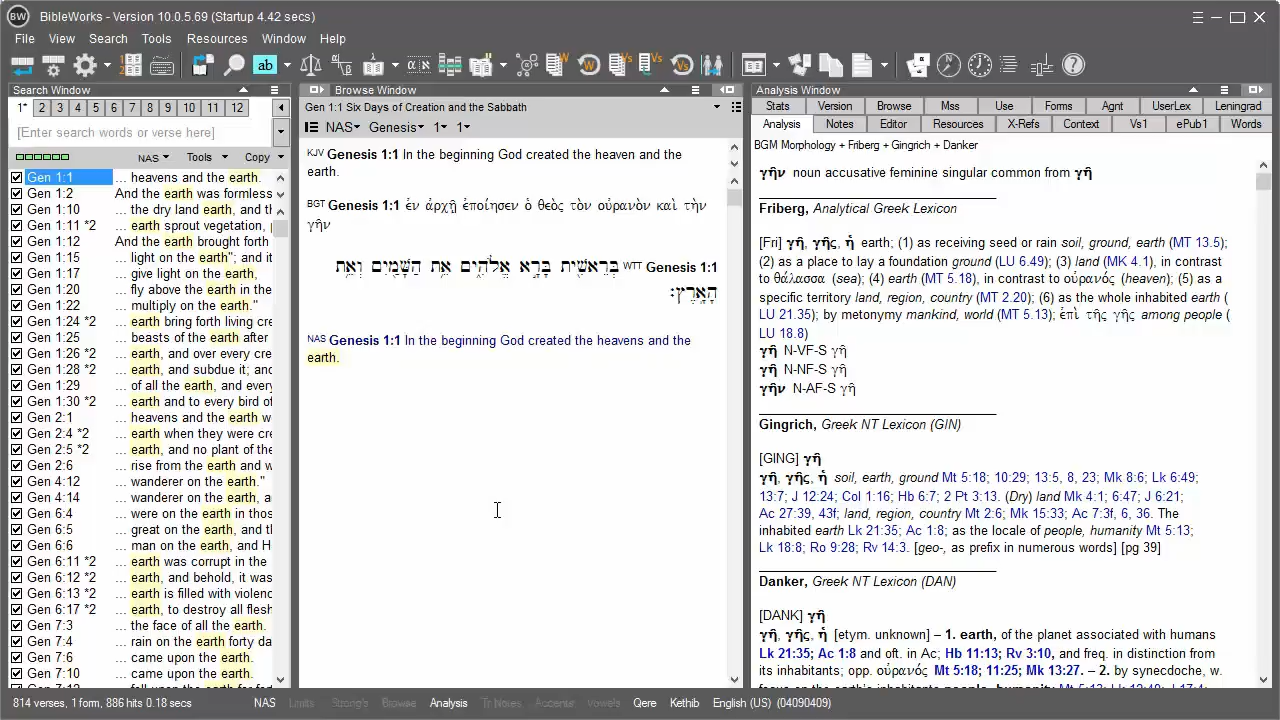 BW BibleWorks - Version 10.0.5.69 (Startup 4.42 secs)
File View Search Tools Resources Window Help
Search Window
1* 2 3 4 5 6 7 8 9 10 11 12
[Enter search words or verse here]
NAS Tools Copy
Gen 1:1 ... heavens and the earth.
Gen 1:2 And the earth was formless
Gen 1:10 ... the dry land earth, and th
Gen 1:11 *2 ... earth sprout vegetation,
Gen 1:12 And the earth brought forth
Gen 1:15 ... light on the earth"; and it
Gen 1:17 ... give light on the earth,
Gen 1:20 ... fly above the earth in the
Gen 1:22 ... multiply on the earth."
Gen 1:24 *2 ... earth bring forth living cre
Gen 1:25 ... beasts of the earth after
Gen 1:26 *2 ... earth, and over every cre
Gen 1:28 *2 ... earth, and subdue it; and
Gen 1:29 ... of all the earth, and every
Gen 1:30 *2 ... earth and to every bird of
Gen 2:1 ... heavens and the earth w
Gen 2:4 *2 ... earth when they were cre
Gen 2:5 *2 ... earth, and no plant of the
Gen 2:6 ... rise from the earth and w
Gen 4:12 ... wanderer on the earth."
Gen 4:14 ... wanderer on the earth, a
Gen 6:4 ... were on the earth in thos
Gen 6:5 ... great on the earth, and th
Gen 6:6 ... man on the earth, and H
Gen 6:11 *2 ... earth was corrupt in the
Gen 6:12 *2 ... earth, and behold, it was
Gen 6:13 *2 ... earth is filled with violenc
Gen 6:17 *2 ... earth, to destroy all flesh
Gen 7:3 ... the face of all the earth.
Gen 7:4 ... rain on the earth forty da
Gen 7:6 ... came upon the earth.
Gen 7:10 ... came upon the earth.
Browse Window
Gen 1:1 Six Days of Creation and the Sabbath
NAS Genesis 1 1
KJV Genesis 1:1 In the beginning God created the heaven and the
earth.
BGT Genesis 1:1 ἐν ἀρχῇ ἐποίησεν ὁ θεὸς τὸν οὐρανὸν καὶ τὴν
γῆν
WTT Genesis 1:1 בְּרֵאשִׁ֖ית בָּרָ֣א אֱלֹהִ֑ים אֵ֥ת הַשָּׁמַ֖יִם וְאֵ֥ת
הָאָֽרֶץ׃
NAS Genesis 1:1 In the beginning God created the heavens and the
earth.
Analysis Window
Stats Version Browse Mss Use Forms Agnt UserLex Leningrad
Analysis Notes Editor Resources X-Refs Context Vs1 ePub1 Words
BGM Morphology + Friberg + Gingrich + Danker
γῆν noun accusative feminine singular common from γῆ
Friberg, Analytical Greek Lexicon
[Fri] γῆ, γῆς, ἡ earth; (1) as receiving seed or rain soil, ground, earth (MT 13.5);
(2) as a place to lay a foundation ground (LU 6.49); (3) land (MK 4.1), in contrast
to θάλασσα (sea); (4) earth (MT 5.18), in contrast to οὐρανός (heaven); (5) as a
specific territory land, region, country (MT 2.20); (6) as the whole inhabited earth (
LU 21.35); by metonymy mankind, world (MT 5.13); ἐπὶ τῆς γῆς among people (
LU 18.8)
γῆ N-VF-S γῆ
γῆ N-NF-S γῆ
γῆν N-AF-S γῆ
Gingrich, Greek NT Lexicon (GIN)
[GING] γῆ
γῆ, γῆς, ἡ soil, earth, ground Mt 5:18; 10:29; 13:5, 8, 23; Mk 8:6; Lk 6:49;
13:7; J 12:24; Col 1:16; Hb 6:7; 2 Pt 3:13. (Dry) land Mk 4:1; 6:47; J 6:21;
Ac 27:39, 43f; land, region, country Mt 2:6; Mk 15:33; Ac 7:3f, 6, 36. The
inhabited earth Lk 21:35; Ac 1:8; as the locale of people, humanity Mt 5:13;
Lk 18:8; Ro 9:28; Rv 14:3. [geo-, as prefix in numerous words] [pg 39]
Danker, Greek NT Lexicon (DAN)
[DANK] γῆ
γῆ, γῆς, ἡ [etym. unknown] – 1. earth, of the planet associated with humans
Lk 21:35; Ac 1:8 and oft. in Ac; Hb 11:13; Rv 3:10, and freq. in distinction from
its inhabitants; opp. οὐρανός Mt 5:18; 11:25; Mk 13:27. – 2. by synecdoche, w.
814 verses, 1 form, 886 hits 0.18 secs NAS Limits Strong's Browse Analysis Tr Notes Accents Vowels Qere Kethib English (US) (04090409)